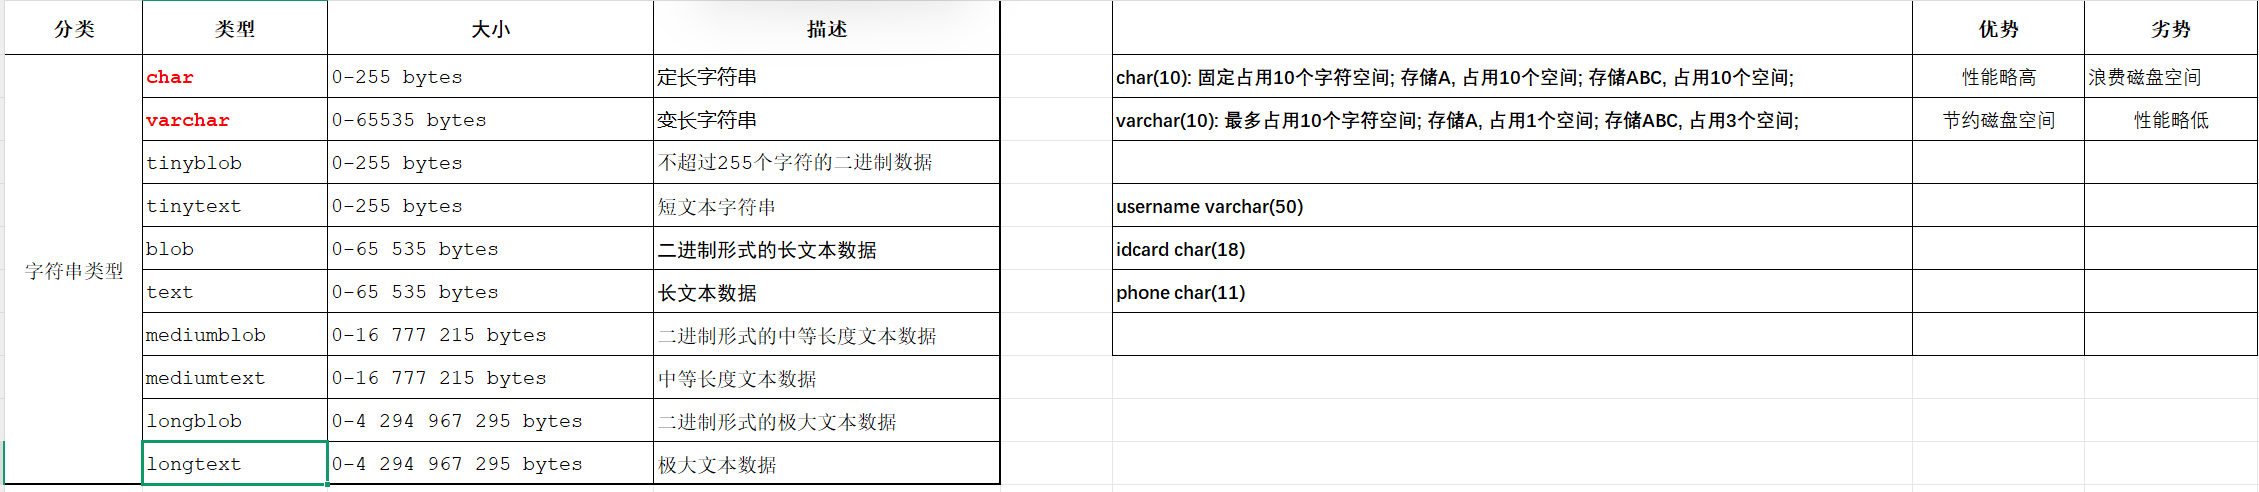 分类 类型 大小 描述 优势 劣势
char 0-255 bytes 定长字符串 char(10): 固定占用10个字符空间; 存储A, 占用10个空间; 存储ABC, 占用10个空间; 性能略高 浪费磁盘空间
varchar 0-65535 bytes 变长字符串 varchar(10): 最多占用10个字符空间; 存储A, 占用1个空间; 存储ABC, 占用3个空间; 节约磁盘空间 性能略低
tinyblob 0-255 bytes 不超过255个字符的二进制数据
tinytext 0-255 bytes 短文本字符串 username varchar(50)
blob 0-65 535 bytes 二进制形式的长文本数据 idcard char(18)
字符串类型
text 0-65 535 bytes 长文本数据 phone char(11)
mediumblob 0-16 777 215 bytes 二进制形式的中等长度文本数据
mediumtext 0-16 777 215 bytes 中等长度文本数据
longblob 0-4 294 967 295 bytes 二进制形式的极大文本数据
longtext 0-4 294 967 295 bytes 极大文本数据